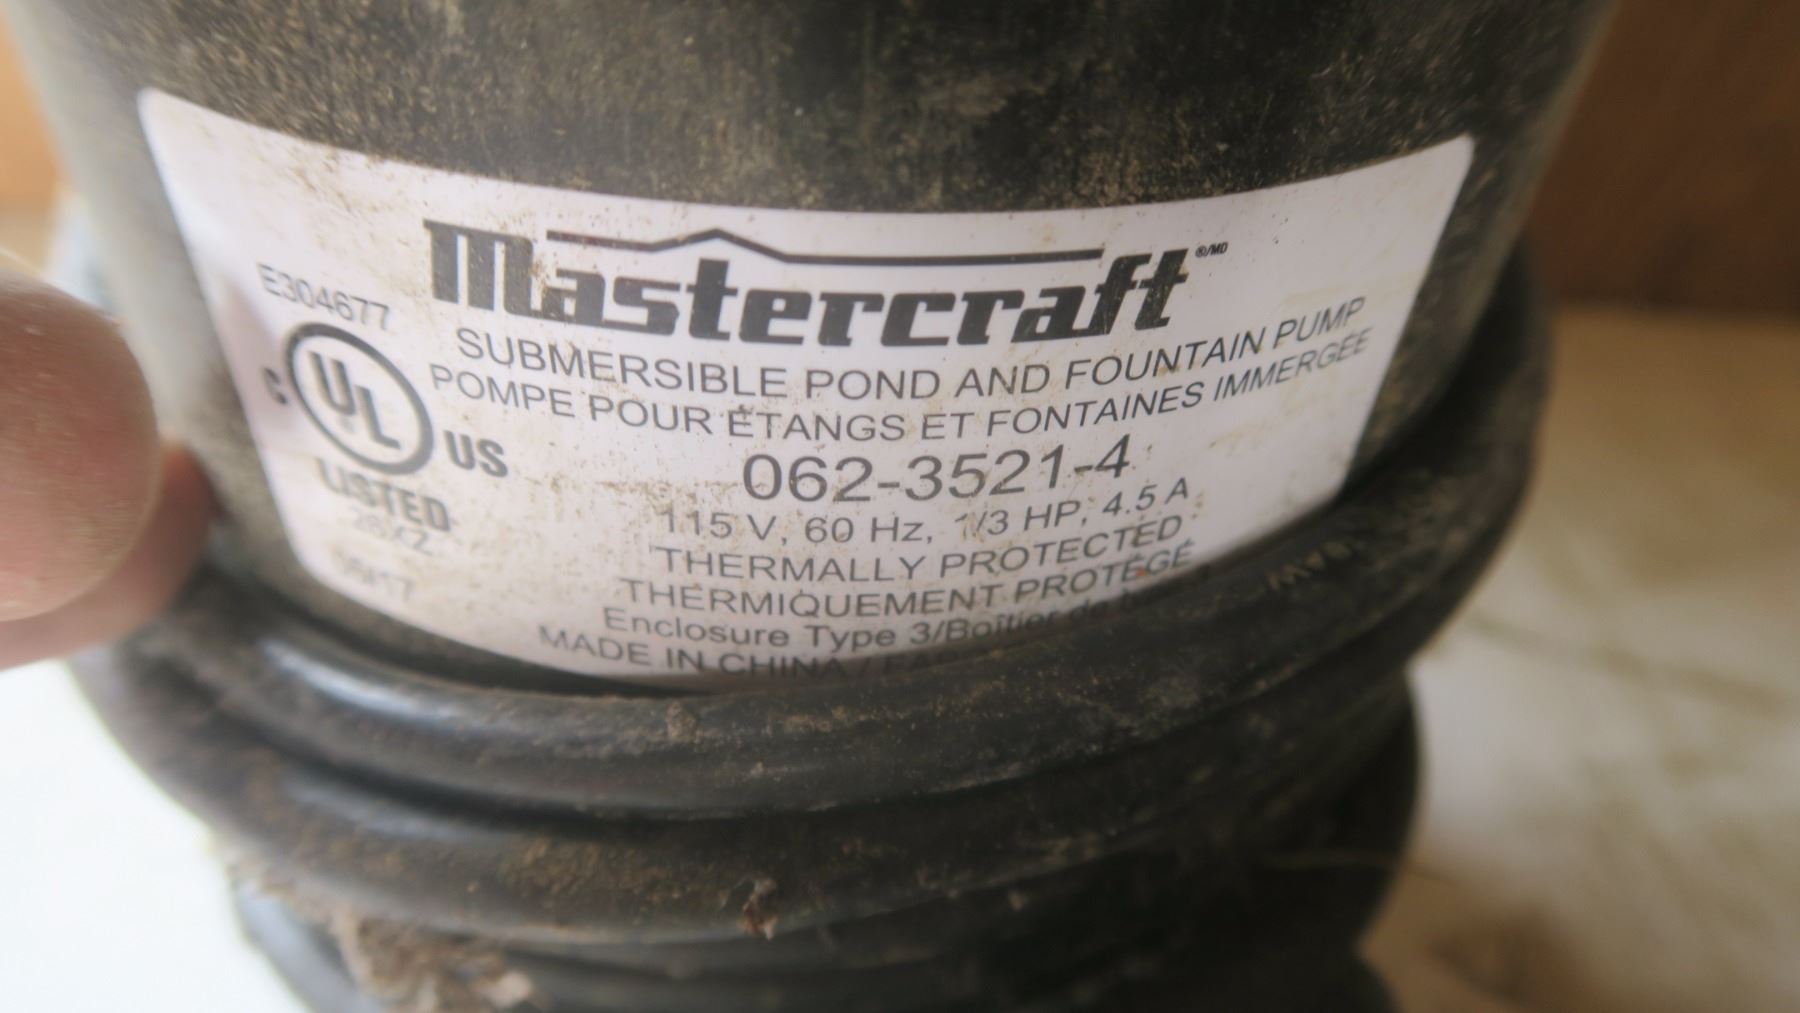 Mastercraft ®/MD
E304677
SUBMERSIBLE POND AND FOUNTAIN PUMP
POMPE POUR ÉTANGS ET FONTAINES IMMERGÉE
C UL ® US
LISTED
062-3521-4
115 V, 60 Hz, 1/3 HP, 4.5 A
THERMALLY PROTECTED
THERMIQUEMENT PROTÉGÉ
Enclosure Type 3/Boîtier de
MADE IN CHINA /